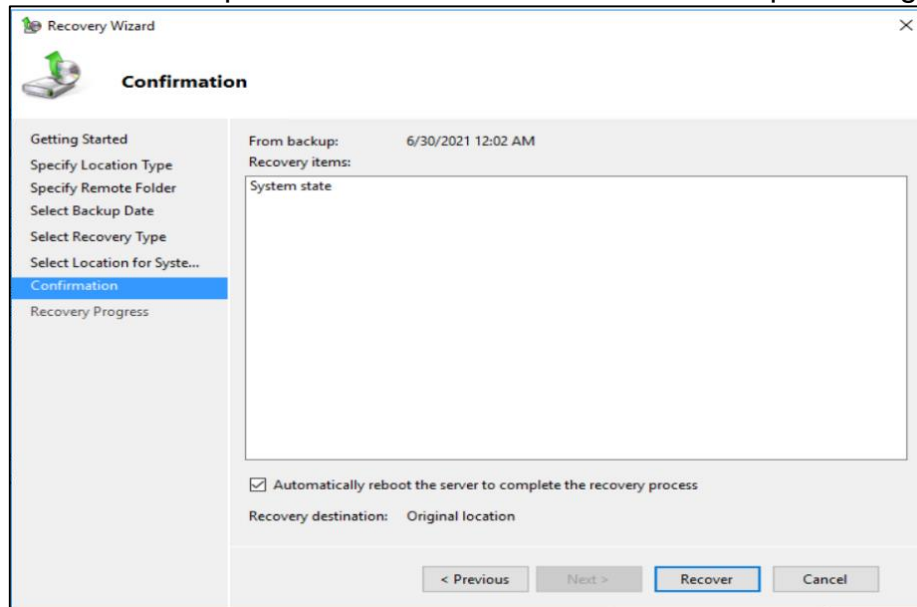 Recovery Wizard
Confirmation
Getting Started
Specify Location Type
Specify Remote Folder
Select Backup Date
Select Recovery Type
Select Location for Syste...
Confirmation
Recovery Progress
From backup: 6/30/2021 12:02 AM
Recovery items:
System state
Automatically reboot the server to complete the recovery process
Recovery destination: Original location
< Previous Next > Recover Cancel